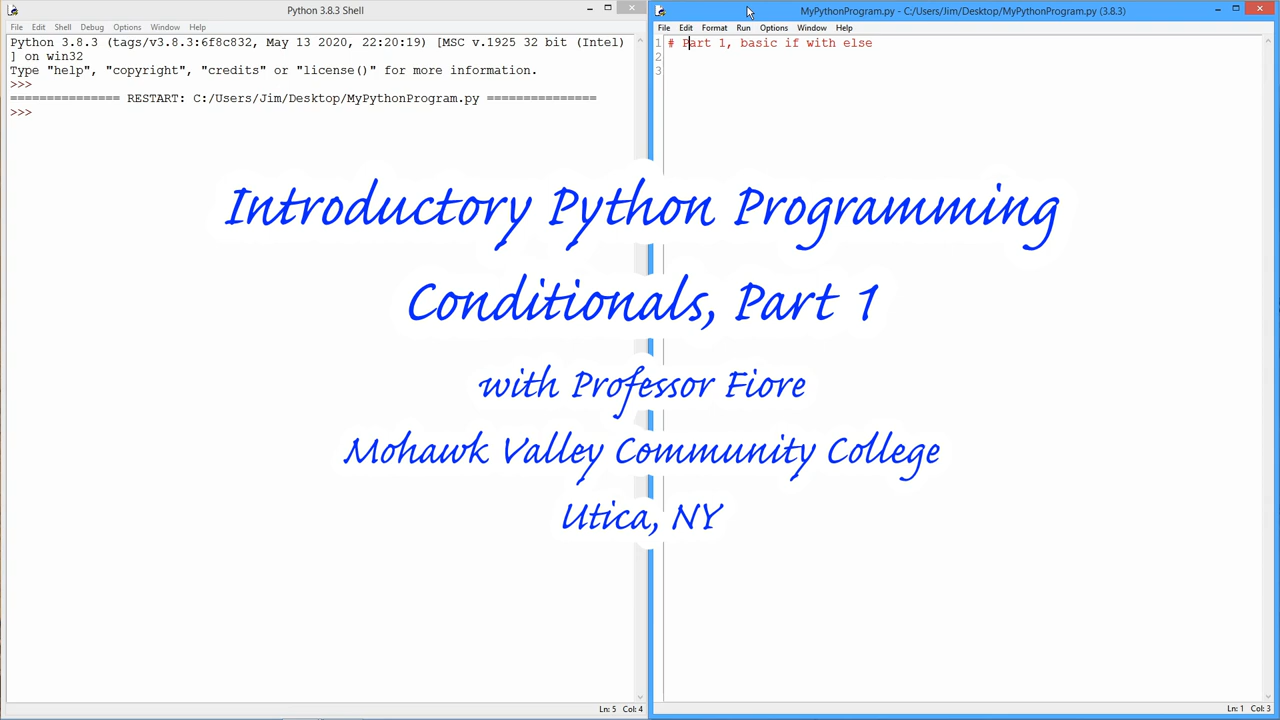 Python 3.8.3 Shell
File Edit Shell Debug Options Window Help
Python 3.8.3 (tags/v3.8.3:6f8c832, May 13 2020, 22:20:19) [MSC v.1925 32 bit (Intel)
] on win32
Type "help", "copyright", "credits" or "license()" for more information.
>>>
=============== RESTART: C:/Users/Jim/Desktop/MyPythonProgram.py ===============
>>>
Ln: 5 Col: 4
MyPythonProgram.py - C:/Users/Jim/Desktop/MyPythonProgram.py (3.8.3)
File Edit Format Run Options Window Help
1 # Part 1, basic if with else
2
3
Ln: 1 Col: 3
Introductory Python Programming
Conditionals, Part 1
with Professor Fiore
Mohawk Valley Community College
Utica, NY